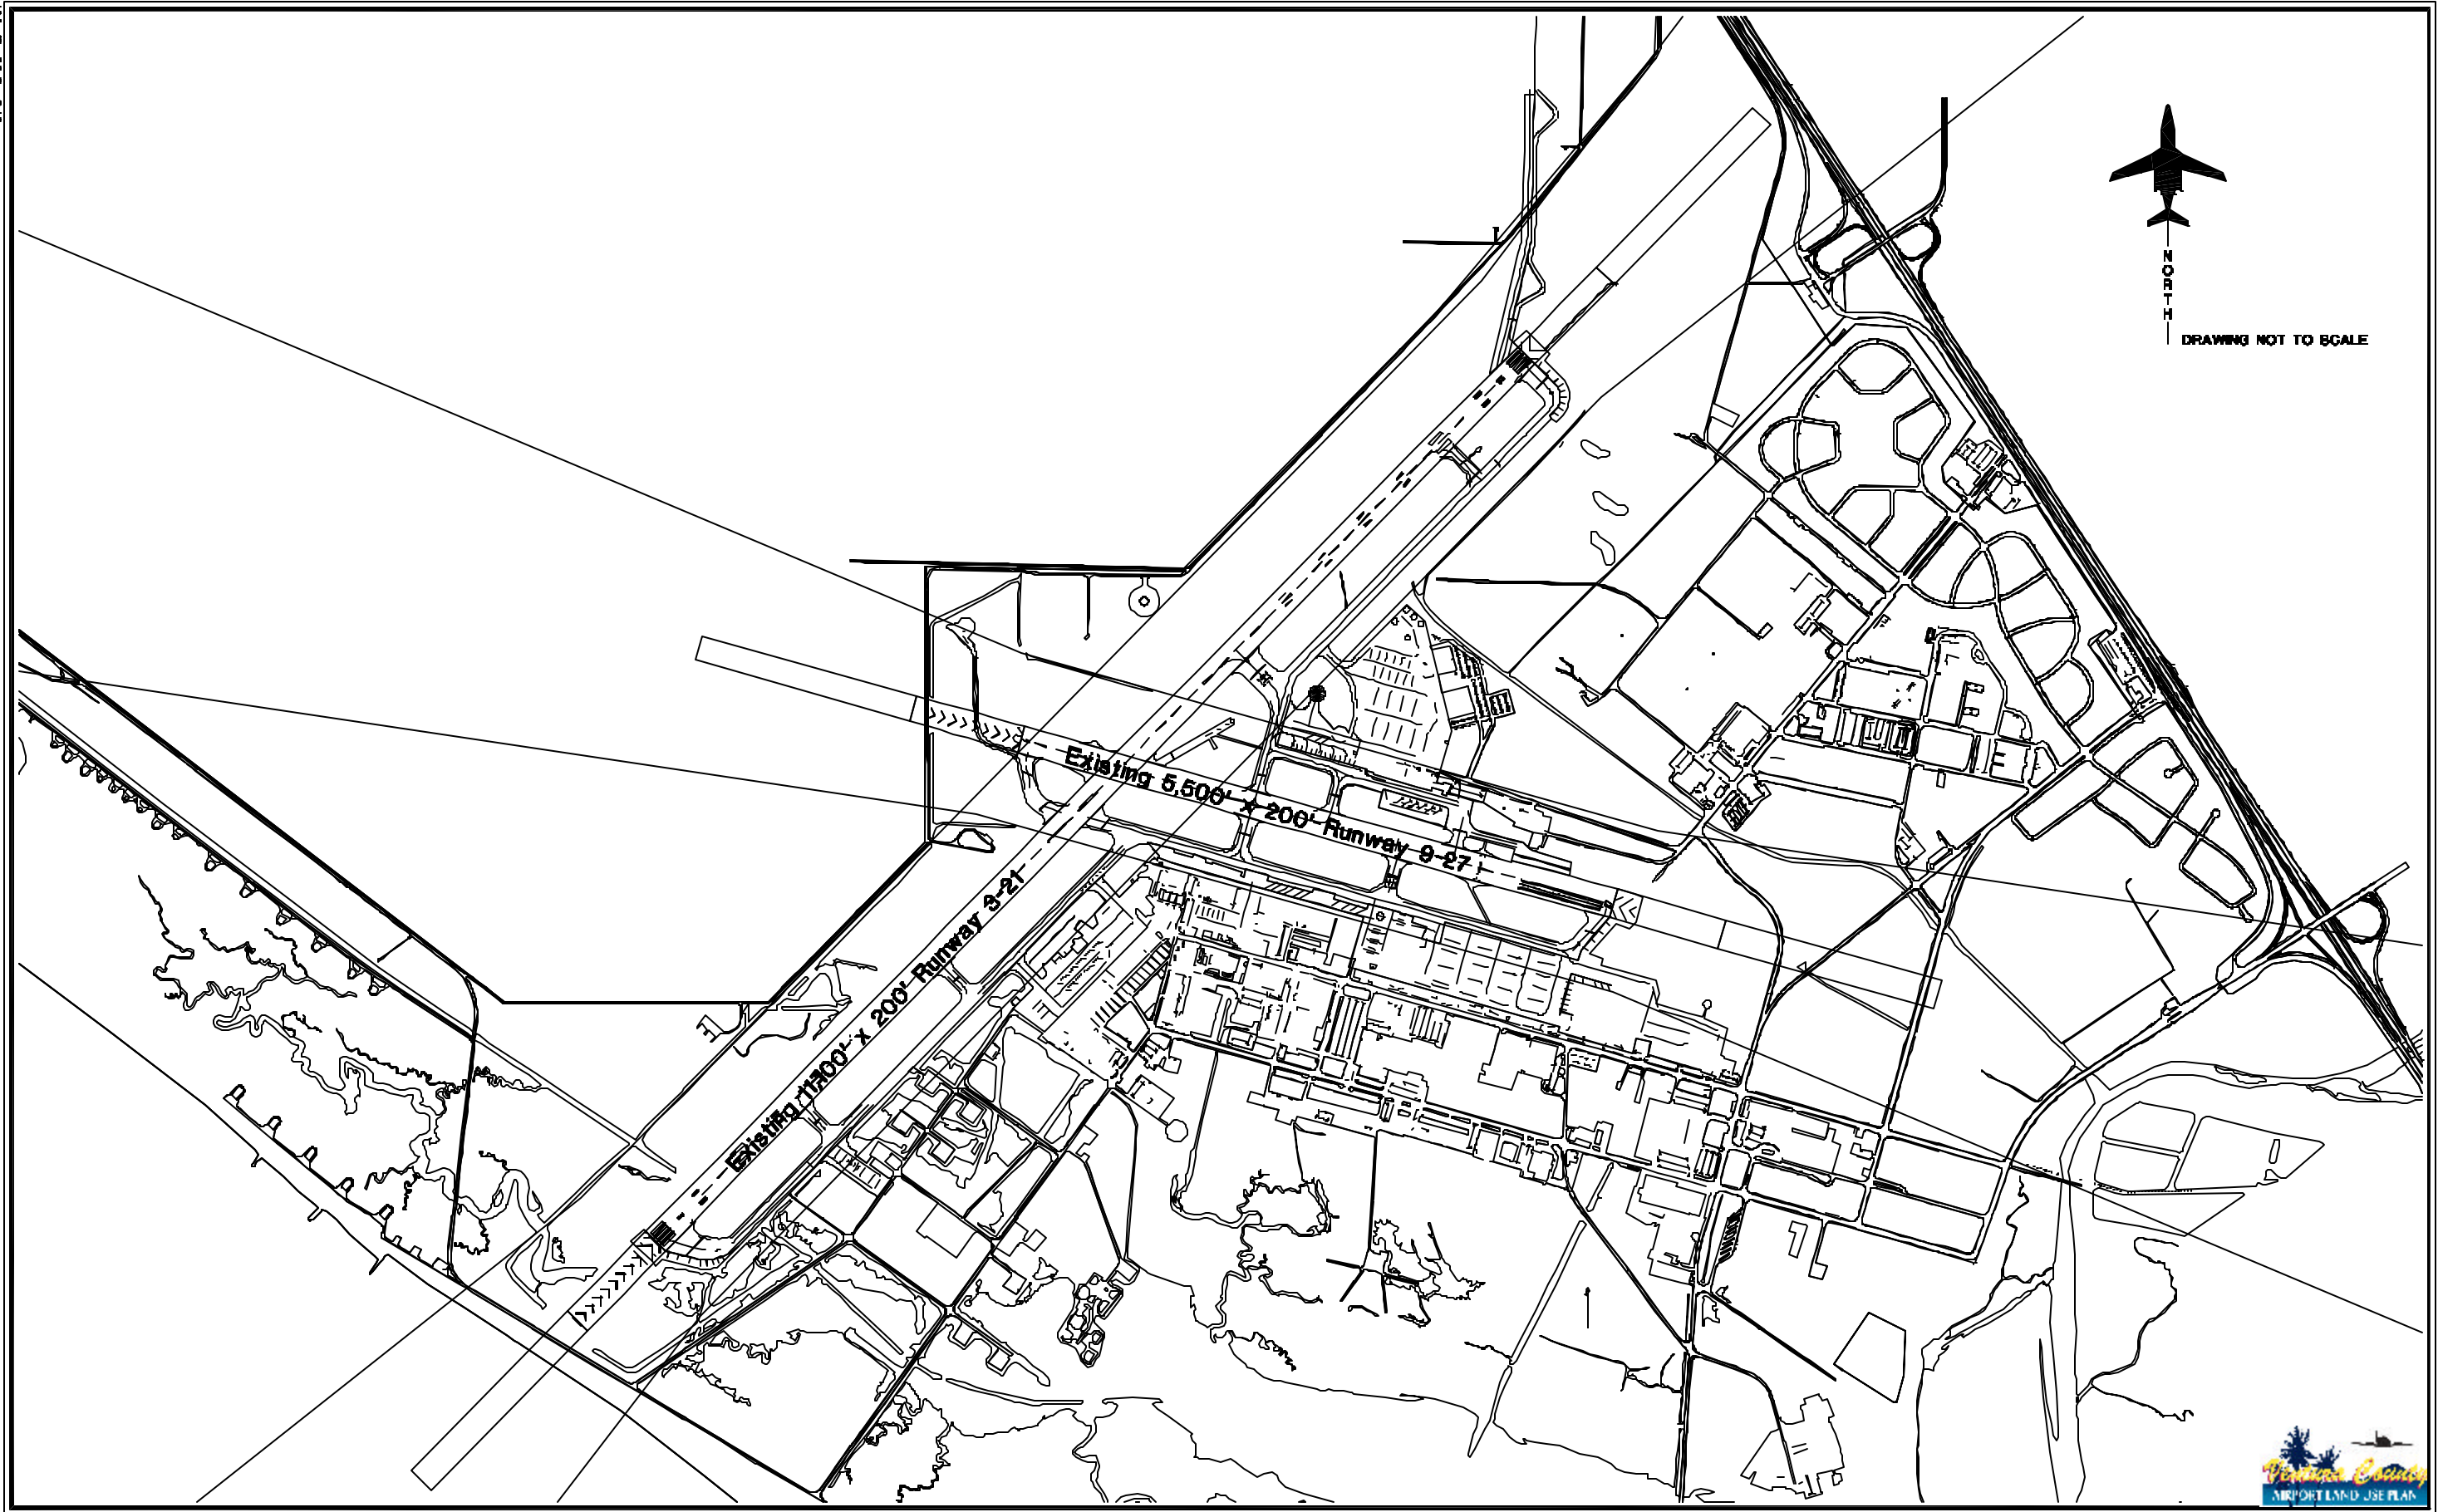 NORTH
DRAWING NOT TO SCALE
Existing 5,500' x 200' Runway 9-27
Existing 11,100' x 200' Runway 3-21
Ventura County
AIRPORT LAND USE PLAN